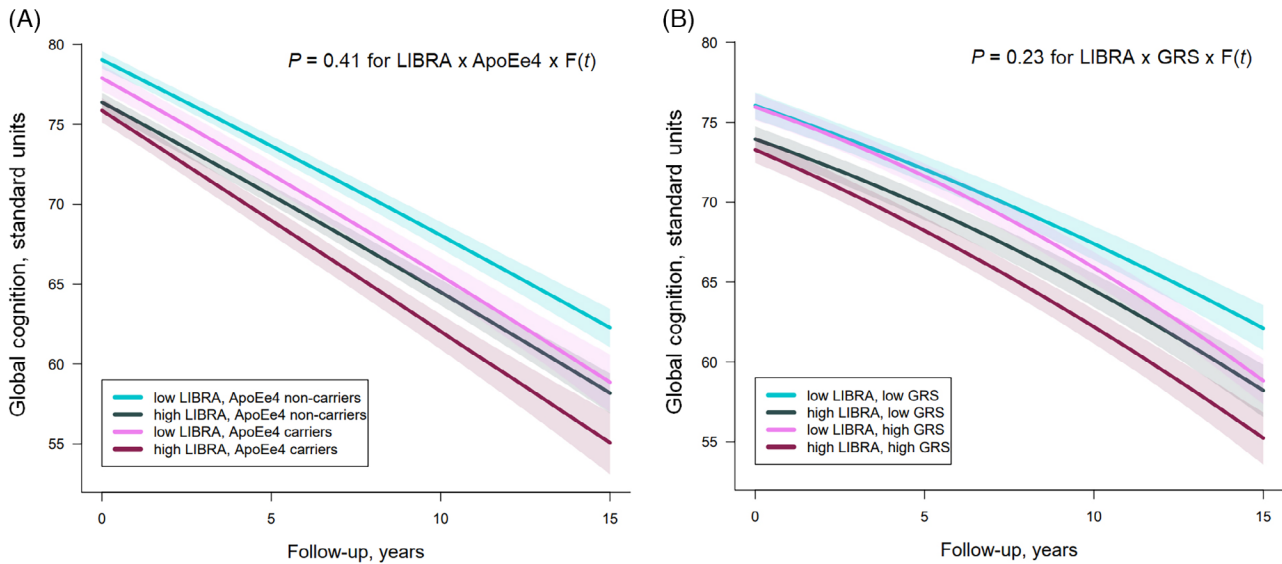 (A)
P = 0.41 for LIBRA x ApoEe4 x F(t)
Global cognition, standard units
80
75
70
65
60
55
low LIBRA, ApoEe4 non-carriers
high LIBRA, ApoEe4 non-carriers
low LIBRA, ApoEe4 carriers
high LIBRA, ApoEe4 carriers
0 5 10 15
Follow-up, years
(B)
P = 0.23 for LIBRA x GRS x F(t)
Global cognition, standard units
80
75
70
65
60
55
low LIBRA, low GRS
high LIBRA, low GRS
low LIBRA, high GRS
high LIBRA, high GRS
0 5 10 15
Follow-up, years